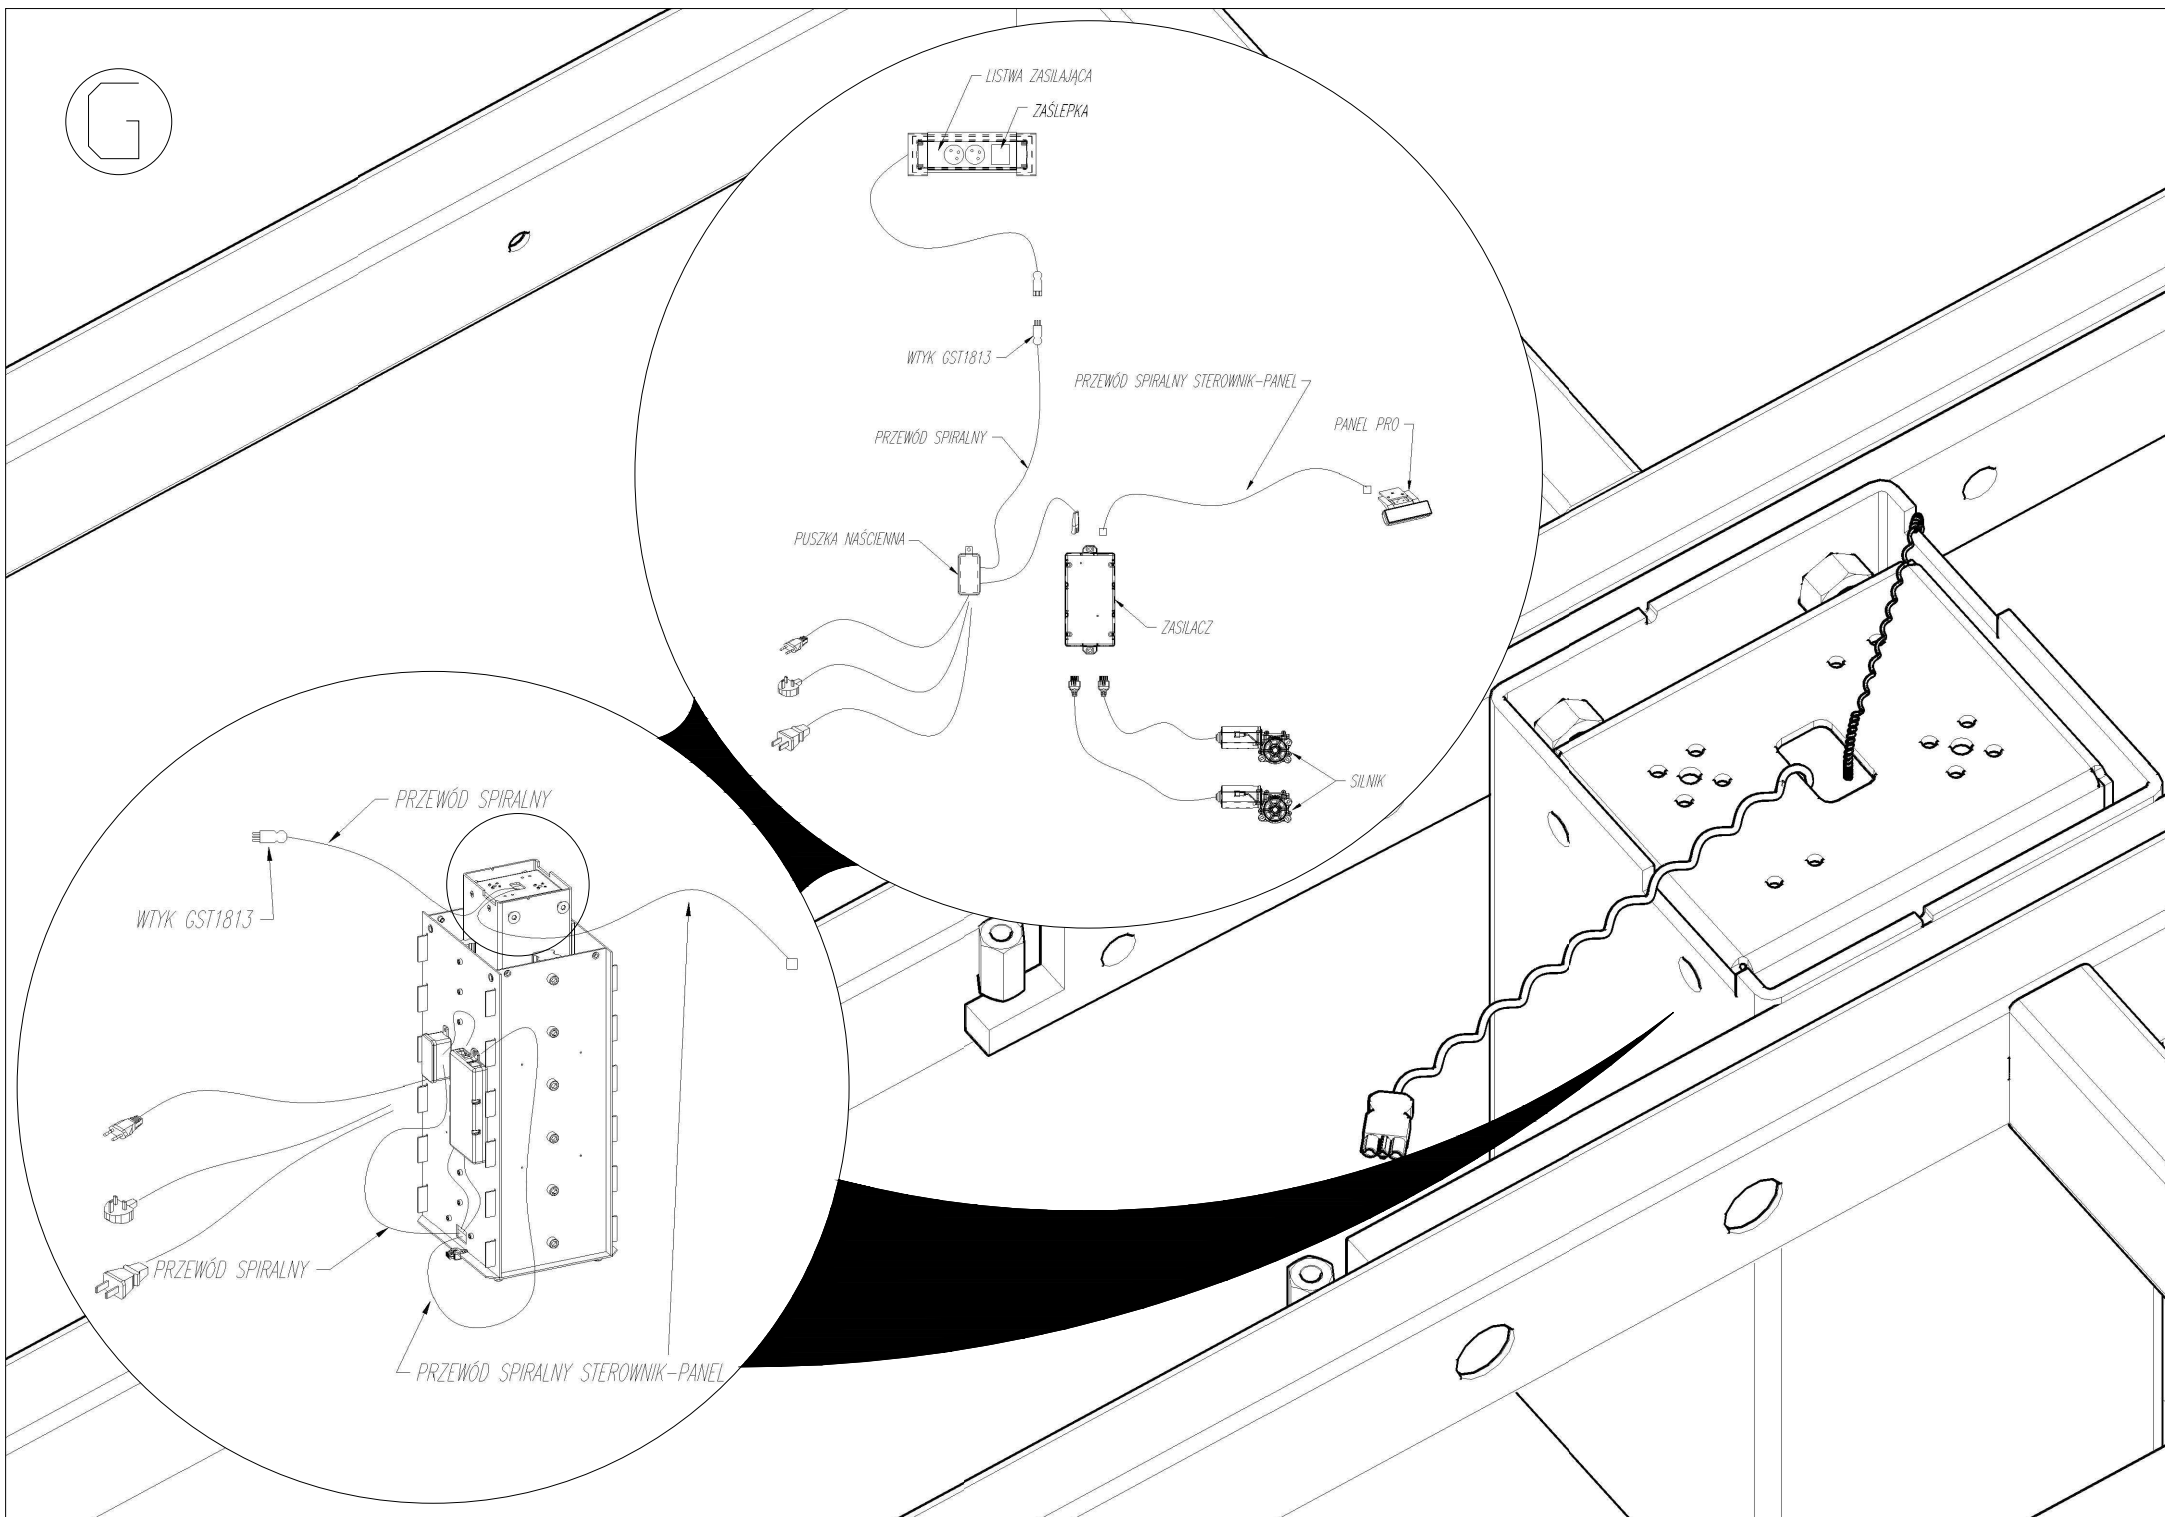 G
LISTWA ZASILAJĄCA
ZAŚLEPKA
WTYK GST1813
PRZEWÓD SPIRALNY STEROWNIK-PANEL
PRZEWÓD SPIRALNY
PANEL PRO
PUSZKA NAŚCIENNA
ZASILACZ
SILNIK
PRZEWÓD SPIRALNY
WTYK GST1813
PRZEWÓD SPIRALNY
PRZEWÓD SPIRALNY STEROWNIK-PANEL